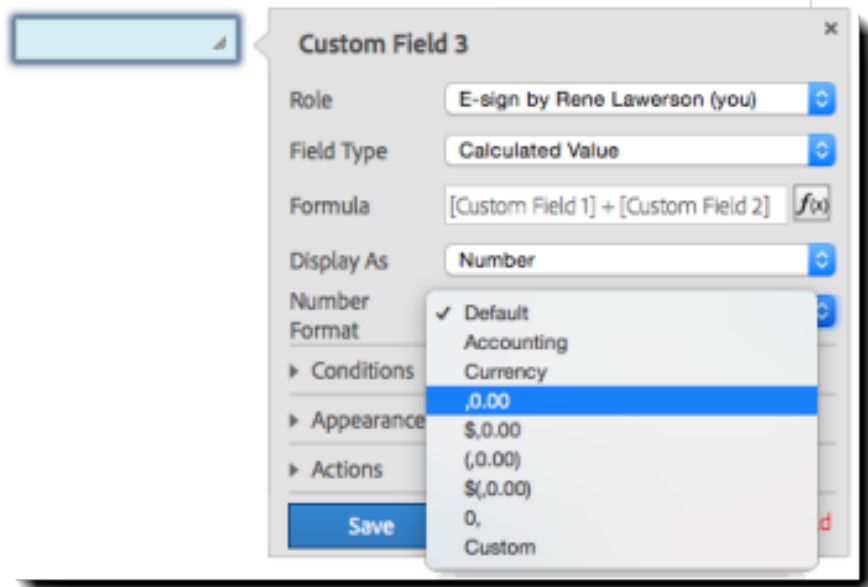 Custom Field 3
×
Role
E-sign by Rene Lawerson (you)
Field Type
Calculated Value
Formula
[Custom Field 1] + [Custom Field 2]
f(x)
Display As
Number
Number
Format
✓ Default
Accounting
Currency
,0.00
$,0.00
(,0.00)
$(,0.00)
0,
Custom
Conditions
Appearance
Actions
Save
d